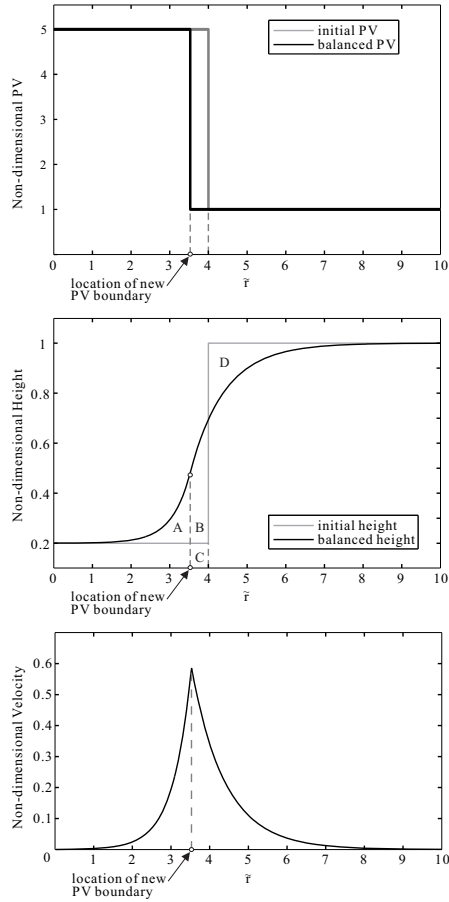 5
4
3
2
1
Non-dimensional PV
initial PV
balanced PV
0 1 2 3 4 5 6 7 8 9 10
location of new
PV boundary
r̃
1
0.8
0.6
0.4
0.2
Non-dimensional Height
D
A B
C
initial height
balanced height
0 1 2 3 4 5 6 7 8 9 10
location of new
PV boundary
r̃
0.6
0.5
0.4
0.3
0.2
0.1
Non-dimensional Velocity
0 1 2 3 4 5 6 7 8 9 10
location of new
PV boundary
r̃